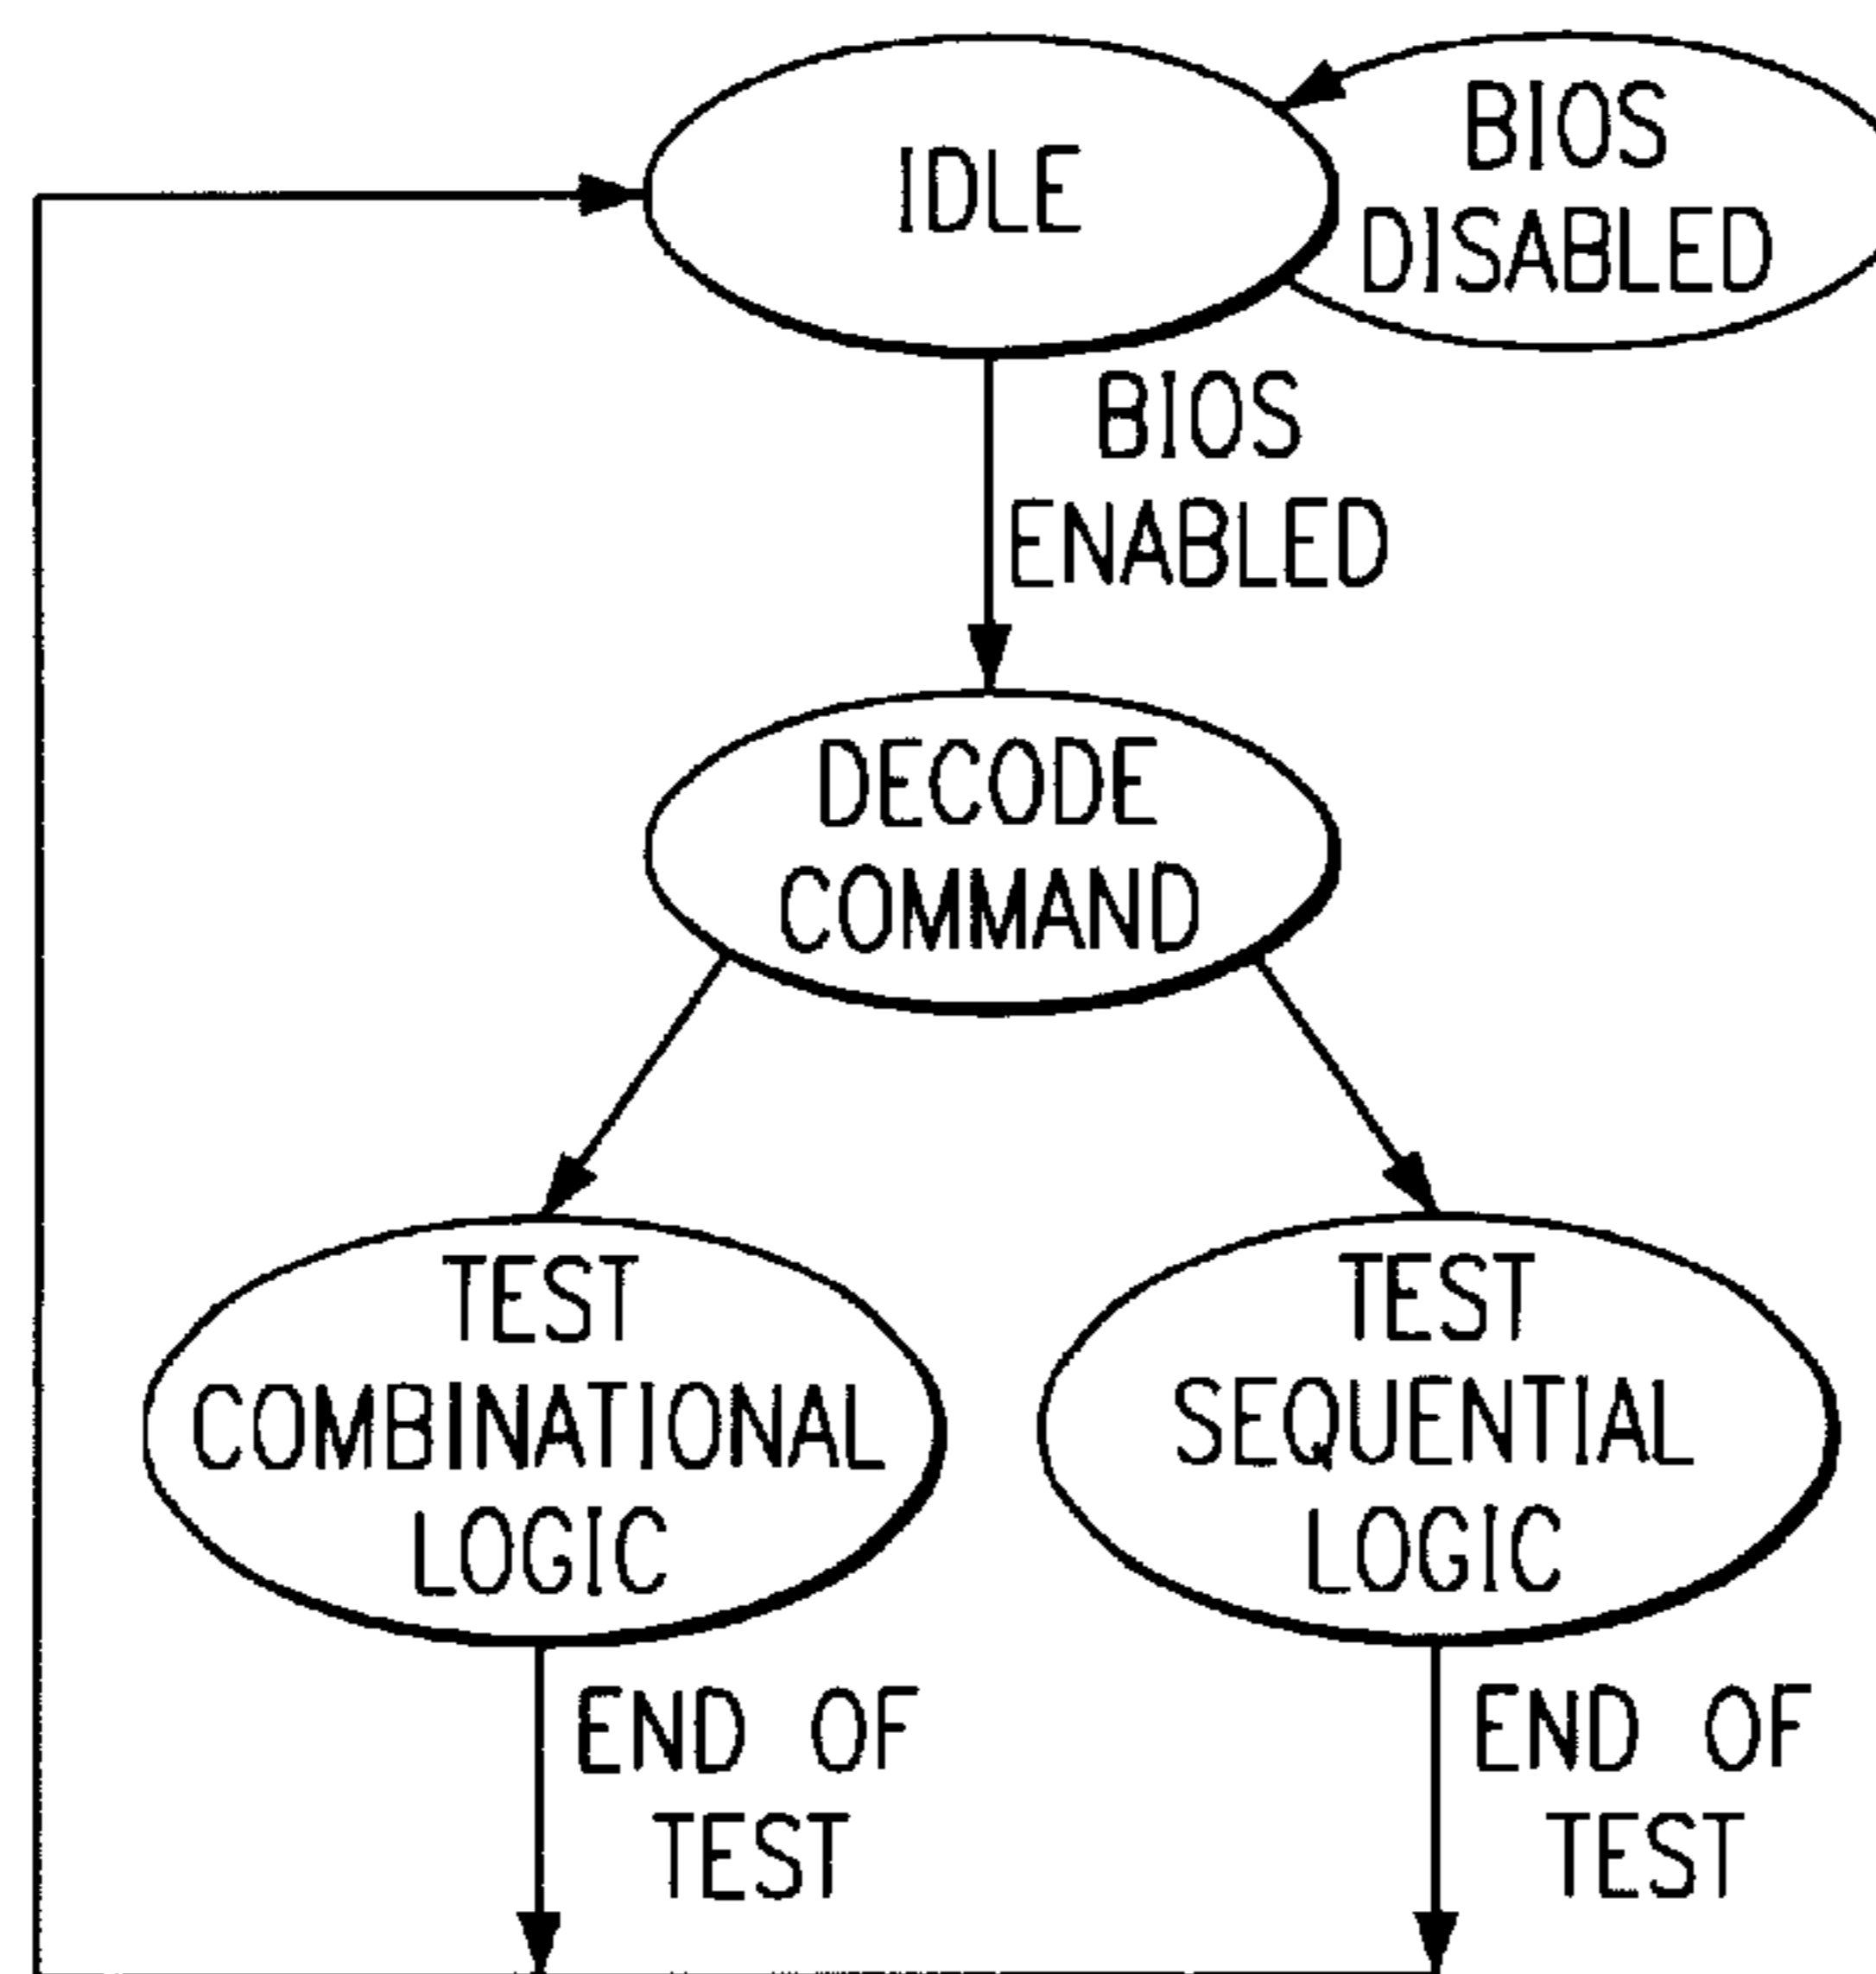 IDLE
BIOS
DISABLED
BIOS
ENABLED
DECODE
COMMAND
TEST
COMBINATIONAL
LOGIC
TEST
SEQUENTIAL
LOGIC
END OF
TEST
END OF
TEST